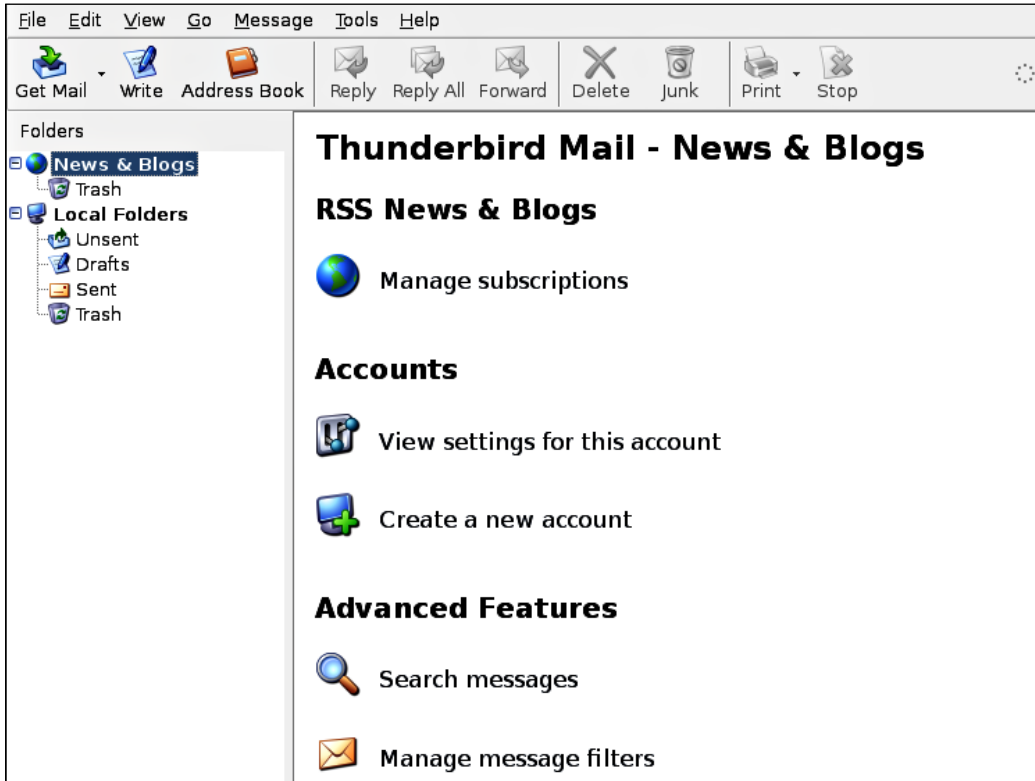 File Edit View Go Message Tools Help
Get Mail Write Address Book Reply Reply All Forward Delete Junk Print Stop
Folders
News & Blogs
Trash
Local Folders
Unsent
Drafts
Sent
Trash
Thunderbird Mail - News & Blogs
RSS News & Blogs
Manage subscriptions
Accounts
View settings for this account
Create a new account
Advanced Features
Search messages
Manage message filters